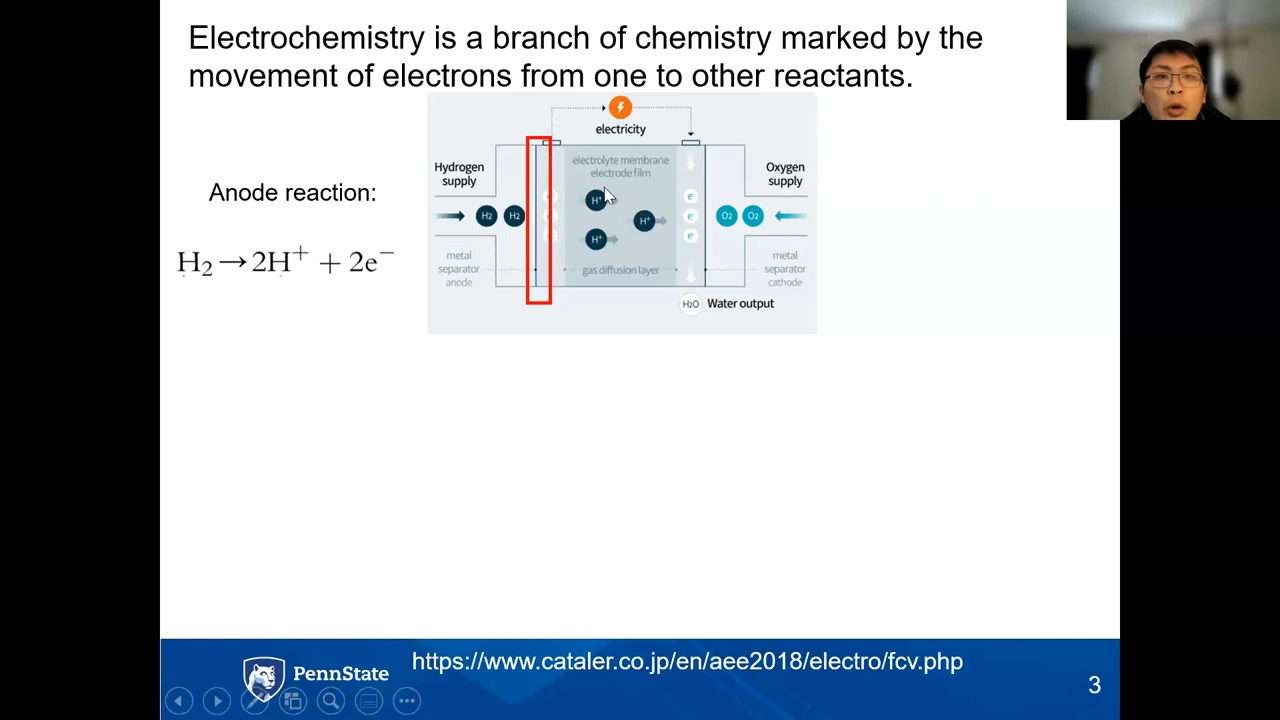 Electrochemistry is a branch of chemistry marked by the
movement of electrons from one to other reactants.
electricity
electrolyte membrane
electrode film
Hydrogen
supply
Oxygen
supply
Anode reaction:
H₂→2H⁺ + 2e⁻
H₂
H₂
H⁺
H⁺
H⁺
e⁻
e⁻
e⁻
O₂
O₂
metal
separator
anode
gas diffusion layer
metal
separator
cathode
H₂O
Water output
PennState
https://www.cataler.co.jp/en/aee2018/electro/fcv.php
3